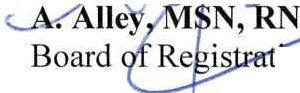 A. Alley, MSN, RN
Board of Registrat